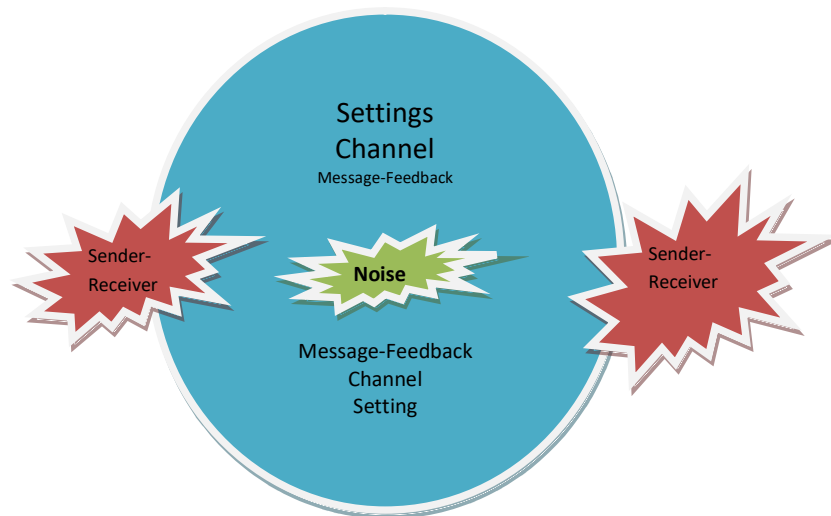 Settings
Channel
Message-Feedback
Sender-
Receiver
Noise
Sender-
Receiver
Message-Feedback
Channel
Setting